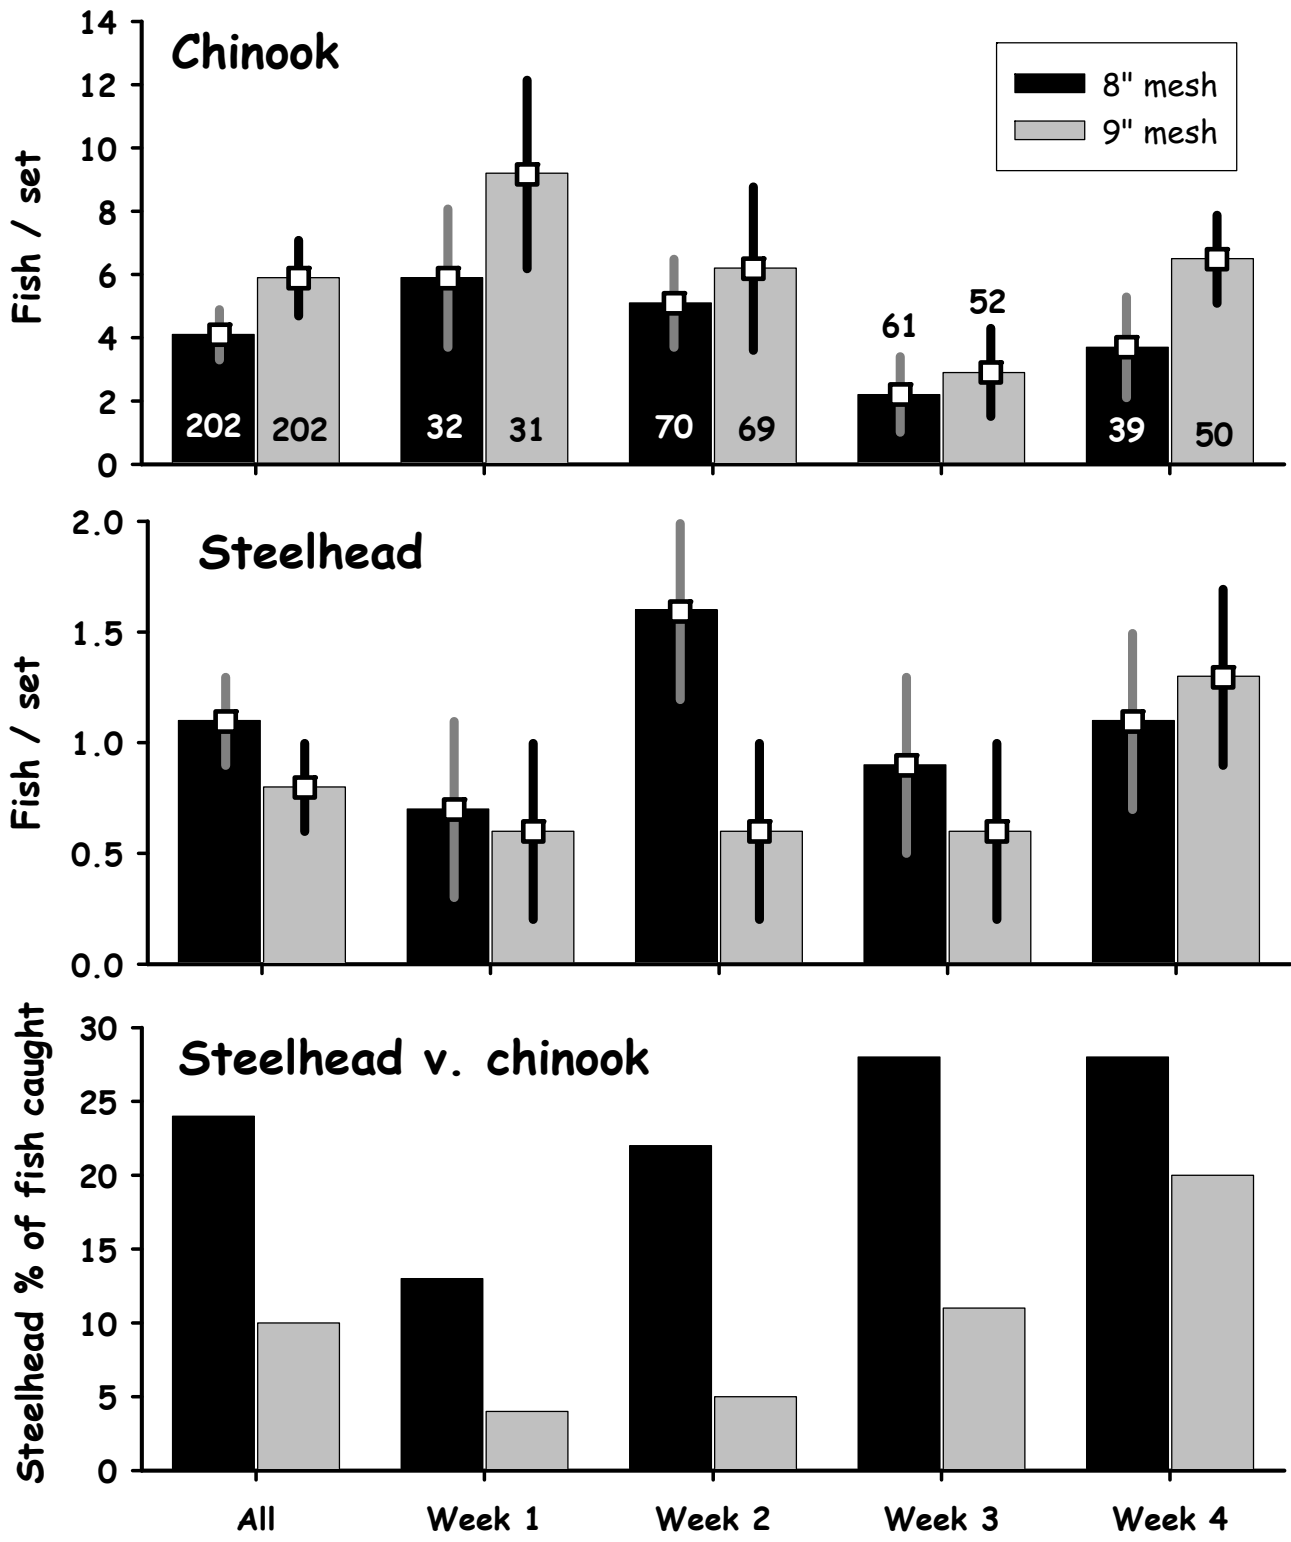 Chinook
8" mesh
9" mesh
Fish / set
14
12
10
8
6
4
2
0
202
202
32
31
70
69
61
52
39
50
Steelhead
Fish / set
2.0
1.5
1.0
0.5
0.0
Steelhead v. chinook
Steelhead % of fish caught
30
25
20
15
10
5
0
All
Week 1
Week 2
Week 3
Week 4